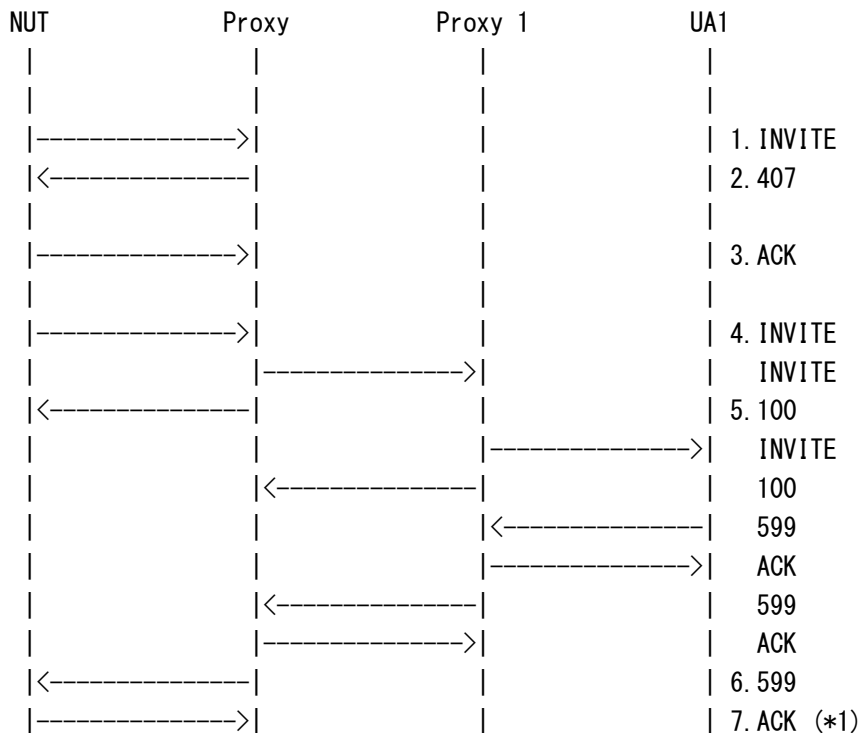 NUT Proxy Proxy 1 UA1
1. INVITE
2. 407
3. ACK
4. INVITE
INVITE
5. 100
INVITE
100
599
ACK
599
ACK
6. 599
7. ACK (*1)